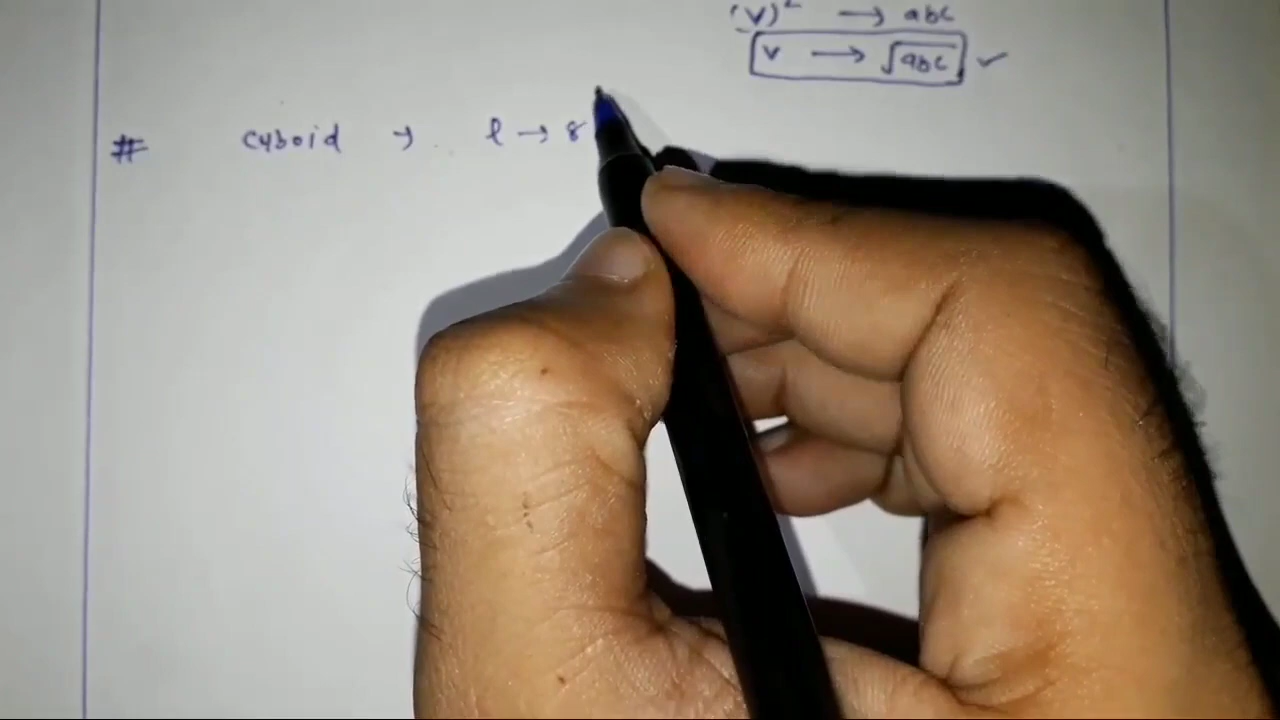 (v)² → abc
v → √abc ✓
# Cuboid → l → 8